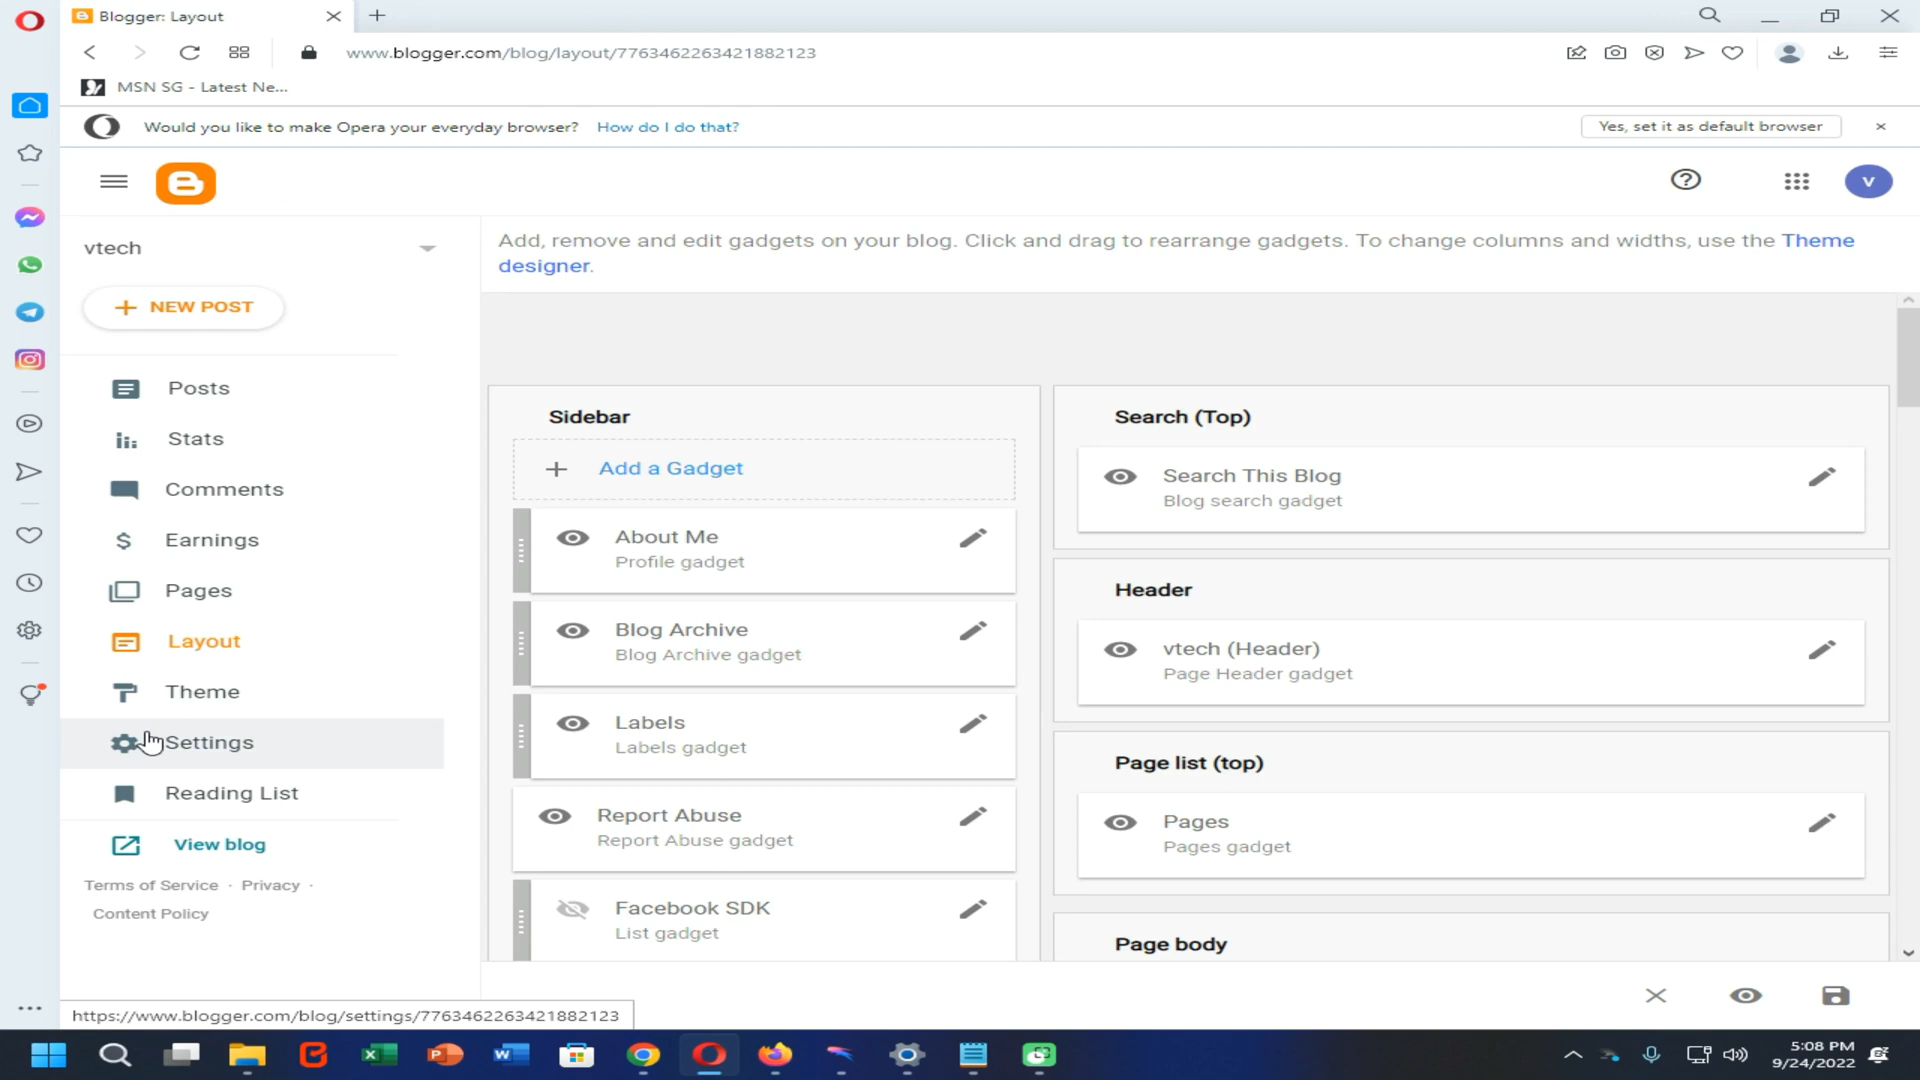 Blogger: Layout
www.blogger.com/blog/layout/7763462263421882123
MSN SG - Latest Ne...
Would you like to make Opera your everyday browser? How do I do that?
Yes, set it as default browser
vtech
V
NEW POST
Posts
Stats
Comments
Earnings
Pages
Layout
Theme
Settings
Reading List
View blog
Terms of Service · Privacy ·
Content Policy
Add, remove and edit gadgets on your blog. Click and drag to rearrange gadgets. To change columns and widths, use the Theme
designer.
Sidebar
Add a Gadget
About Me
Profile gadget
Blog Archive
Blog Archive gadget
Labels
Labels gadget
Report Abuse
Report Abuse gadget
Facebook SDK
List gadget
Search (Top)
Search This Blog
Blog search gadget
Header
vtech (Header)
Page Header gadget
Page list (top)
Pages
Pages gadget
Page body
https://www.blogger.com/blog/settings/7763462263421882123
5:08 PM
9/24/2022